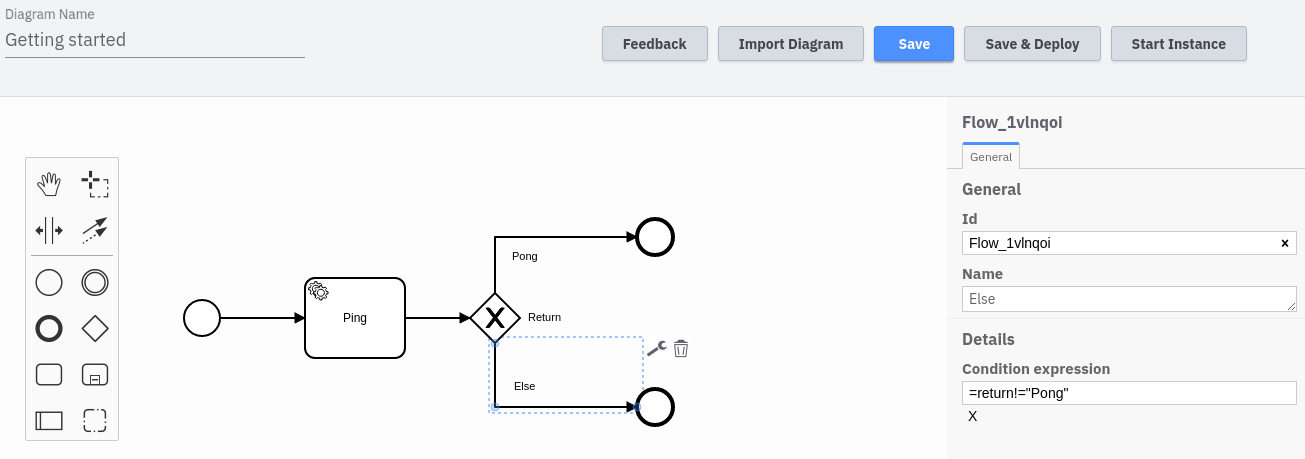 Diagram Name
Getting started
Feedback
Import Diagram
Save
Save & Deploy
Start Instance
Flow_1vlnqoi
General
General
Id
Flow_1vlnqoi ×
Name
Else
Details
Condition expression
=return!="Pong"
X
Pong
Ping
X
Return
Else